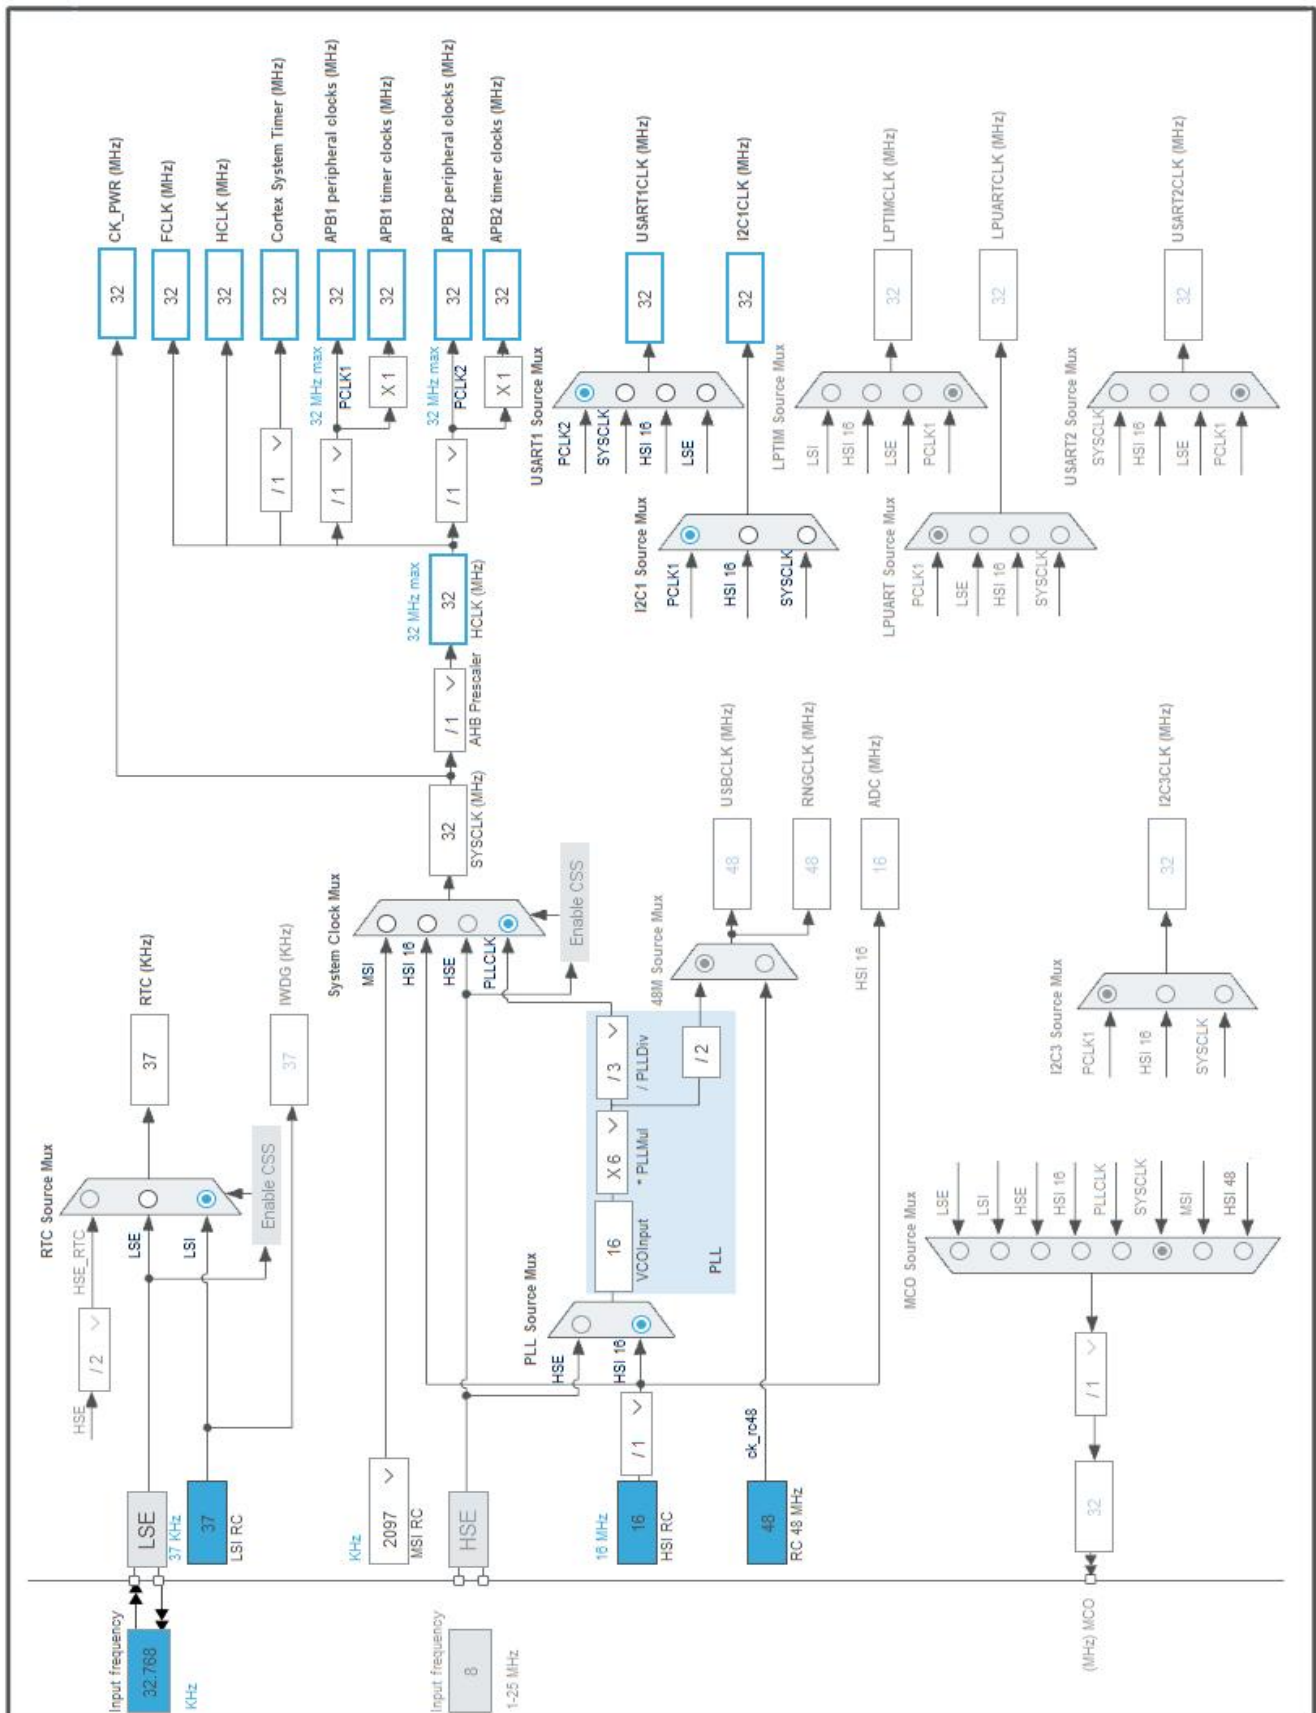 Input frequency
32.768
KHz
LSE
37 KHz
37
LSI RC
HSE
/ 2
HSE_RTC
LSE
LSI
RTC Source Mux
Enable CSS
37
RTC (KHz)
37
IWDG (KHz)
Input frequency
8
1-25 MHz
KHz
2097
MSI RC
HSE
16 MHz
16
HSI RC
/ 1
48
RC 48 MHz
ck_rc48
PLL Source Mux
HSE
HSI 16
16
VCOInput
X 6
* PLLMul
/ 3
/ PLLDiv
/ 2
PLL
System Clock Mux
MSI
HSI 16
HSE
PLLCLK
Enable CSS
32
SYSCLK (MHz)
48M Source Mux
48
USBCLK (MHz)
48
RNGCLK (MHz)
HSI 16
16
ADC (MHz)
/ 1
AHB Prescaler
32 MHz max
32
HCLK (MHz)
/ 1
/ 1
32 MHz max
PCLK1
X 1
/ 1
32 MHz max
PCLK2
X 1
32
CK_PWR (MHz)
32
FCLK (MHz)
32
HCLK (MHz)
32
Cortex System Timer (MHz)
32
APB1 peripheral clocks (MHz)
32
APB1 timer clocks (MHz)
32
APB2 peripheral clocks (MHz)
32
APB2 timer clocks (MHz)
USART1 Source Mux
PCLK2
SYSCLK
HSI 16
LSE
32
USART1CLK (MHz)
I2C1 Source Mux
PCLK1
HSI 16
SYSCLK
32
I2C1CLK (MHz)
LPTIM Source Mux
LSI
HSI 16
LSE
PCLK1
32
LPTIMCLK (MHz)
LPUART Source Mux
PCLK1
LSE
HSI 16
SYSCLK
32
LPUARTCLK (MHz)
USART2 Source Mux
SYSCLK
HSI 16
LSE
PCLK1
32
USART2CLK (MHz)
I2C3 Source Mux
PCLK1
HSI 16
SYSCLK
32
I2C3CLK (MHz)
MCO Source Mux
LSE
LSI
HSE
HSI 16
PLLCLK
SYSCLK
MSI
HSI 48
/ 1
32
(MHz) MCO